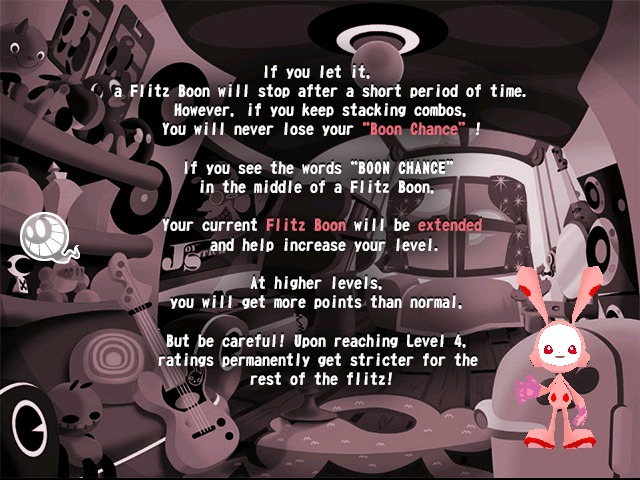 If you let it,
a Flitz Boon will stop after a short period of time.
However, if you keep stacking combos,
You will never lose your "Boon Chance" !
If you see the words "BOON CHANCE"
in the middle of a Flitz Boon,
Your current Flitz Boon will be extended
and help increase your level.
At higher levels,
you will get more points than normal.
But be careful! Upon reaching Level 4,
ratings permanently get stricter for the
rest of the flitz!